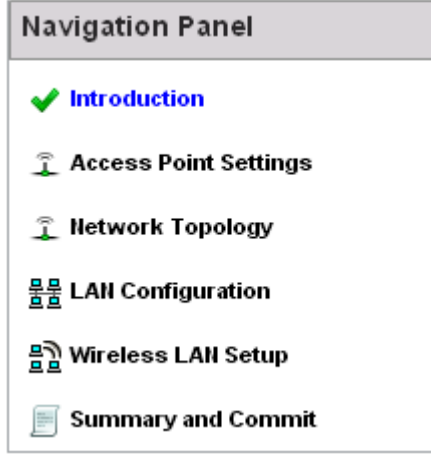 Navigation Panel
Introduction
Access Point Settings
Network Topology
LAN Configuration
Wireless LAN Setup
Summary and Commit